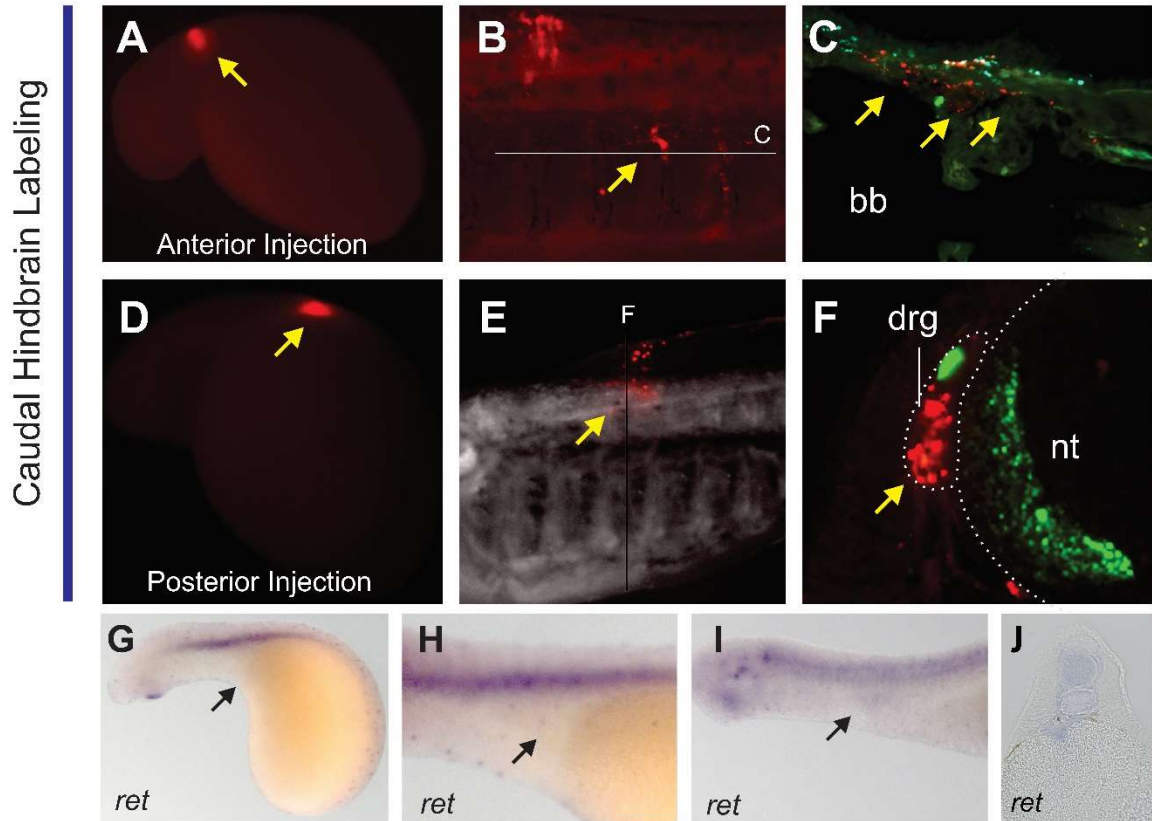 Caudal Hindbrain Labeling
A
Anterior Injection
B
C
C
bb
D
Posterior Injection
E
F
F
drg
nt
G
ret
H
ret
I
ret
J
ret